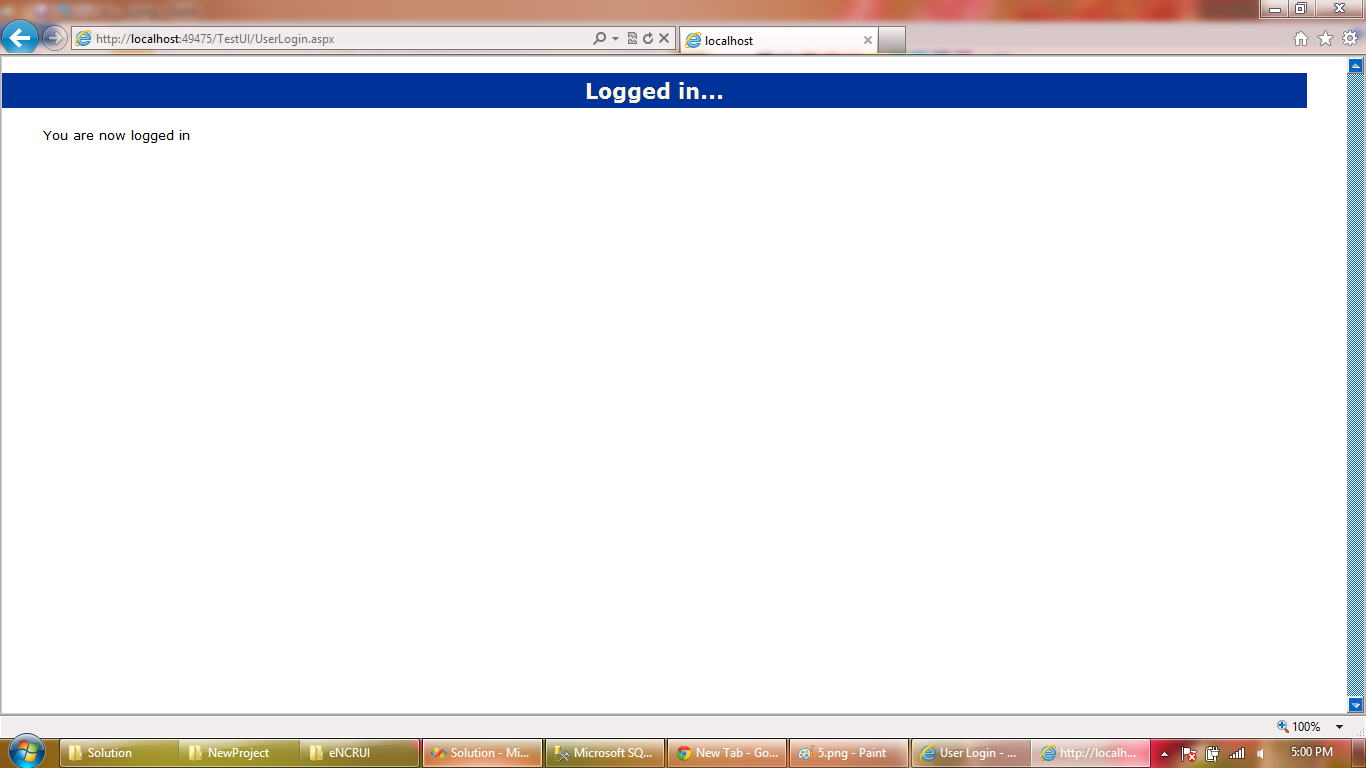 http://localhost:49475/TestUI/UserLogin.aspx
localhost
Logged in...
You are now logged in
100%
Solution
NewProject
eNCRUI
Solution - Mi...
Microsoft SQ...
New Tab - Go...
5.png - Paint
User Login - ...
http://localh...
5:00 PM